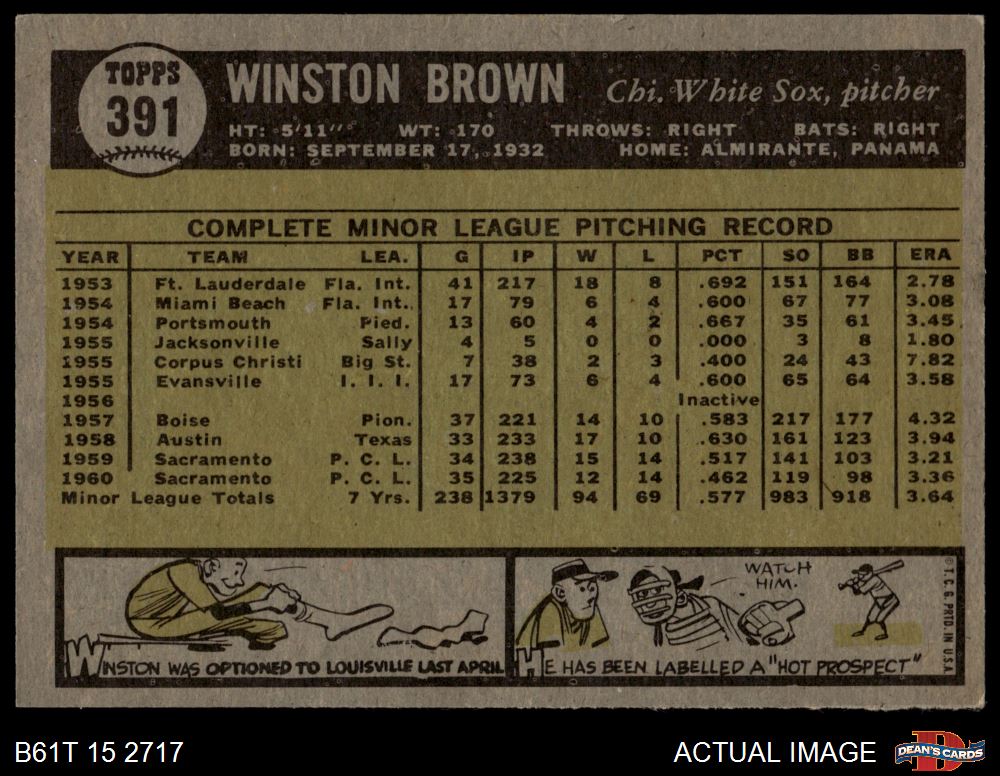 TOPPS
391
WINSTON BROWN Chi. White Sox, pitcher
HT: 5'11" WT: 170 THROWS: RIGHT BATS: RIGHT
BORN: SEPTEMBER 17, 1932 HOME: ALMIRANTE, PANAMA
COMPLETE MINOR LEAGUE PITCHING RECORD
YEAR TEAM LEA. G IP W L PCT SO BB ERA
1953 Ft. Lauderdale Fla. Int. 41 217 18 8 .692 151 164 2.78
1954 Miami Beach Fla. Int. 17 79 6 4 .600 67 77 3.08
1954 Portsmouth Pied. 13 60 4 2 .667 35 61 3.45
1955 Jacksonville Sally 4 5 0 0 .000 3 8 1.80
1955 Corpus Christi Big St. 7 38 2 3 .400 24 43 7.82
1955 Evansville I. I. I. 17 73 6 4 .600 65 64 3.58
1956 Inactive
1957 Boise Pion. 37 221 14 10 .583 217 177 4.32
1958 Austin Texas 33 233 17 10 .630 161 123 3.94
1959 Sacramento P. C. L. 34 238 15 14 .517 141 103 3.21
1960 Sacramento P. C. L. 35 225 12 14 .462 119 98 3.36
Minor League Totals 7 Yrs. 238 1379 94 69 .577 983 918 3.64
WINSTON WAS OPTIONED TO LOUISVILLE LAST APRIL
WATCH
HIM.
HE HAS BEEN LABELLED A "HOT PROSPECT"
© T. C. G. PRTD. IN U.S.A.
B61T 15 2717 ACTUAL IMAGE
D
DEAN'S CARDS